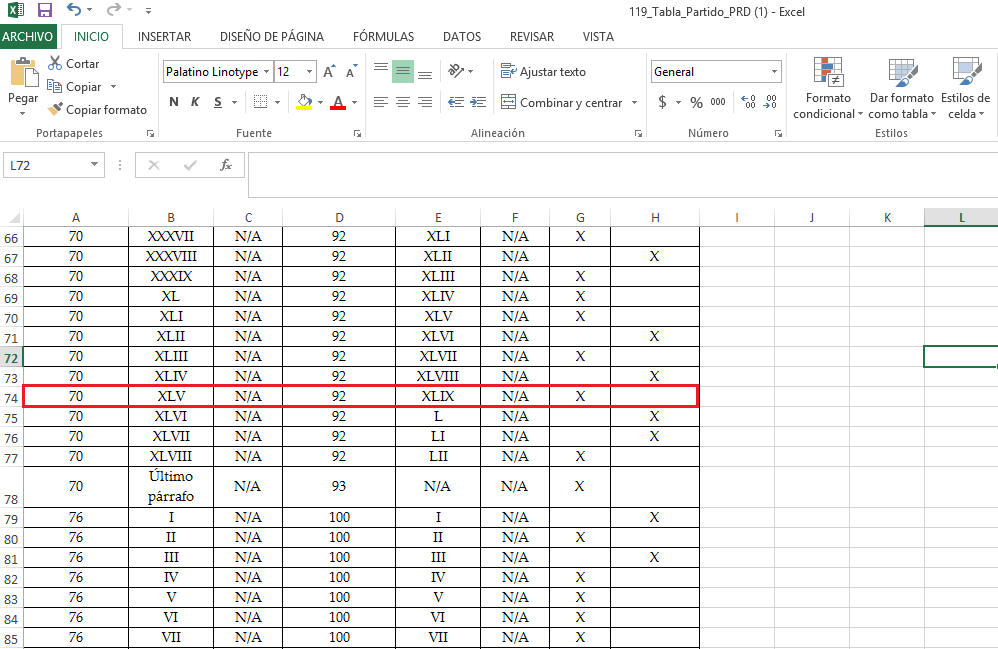 119_Tabla_Partido_PRD (1) - Excel
ARCHIVO INICIO INSERTAR DISEÑO DE PÁGINA FÓRMULAS DATOS REVISAR VISTA
Pegar
Cortar
Copiar
Copiar formato
Portapapeles
Palatino Linotype 12 A A
N K S A
Fuente
Ajustar texto
Combinar y centrar
Alineación
General
$ % 000 ,00 ,00
Número
Formato condicional
Dar formato como tabla
Estilos de celda
Estilos
L72 fx
A B C D E F G H I J K L
66 70 XXXVII N/A 92 XLI N/A X
67 70 XXXVIII N/A 92 XLII N/A X
68 70 XXXIX N/A 92 XLIII N/A X
69 70 XL N/A 92 XLIV N/A X
70 70 XLI N/A 92 XLV N/A X
71 70 XLII N/A 92 XLVI N/A X
72 70 XLIII N/A 92 XLVII N/A X
73 70 XLIV N/A 92 XLVIII N/A X
74 70 XLV N/A 92 XLIX N/A X
75 70 XLVI N/A 92 L N/A X
76 70 XLVII N/A 92 LI N/A X
77 70 XLVIII N/A 92 LII N/A X
78 70 Último párrafo N/A 93 N/A N/A X
79 76 I N/A 100 I N/A X
80 76 II N/A 100 II N/A X
81 76 III N/A 100 III N/A X
82 76 IV N/A 100 IV N/A X
83 76 V N/A 100 V N/A X
84 76 VI N/A 100 VI N/A X
85 76 VII N/A 100 VII N/A X